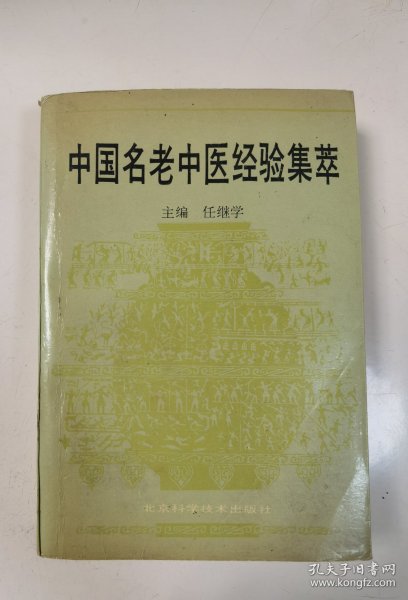 中国名老中医经验集萃
主编 任继学
北京科学技术出版社
孔夫子旧书网
www.kongfz.com